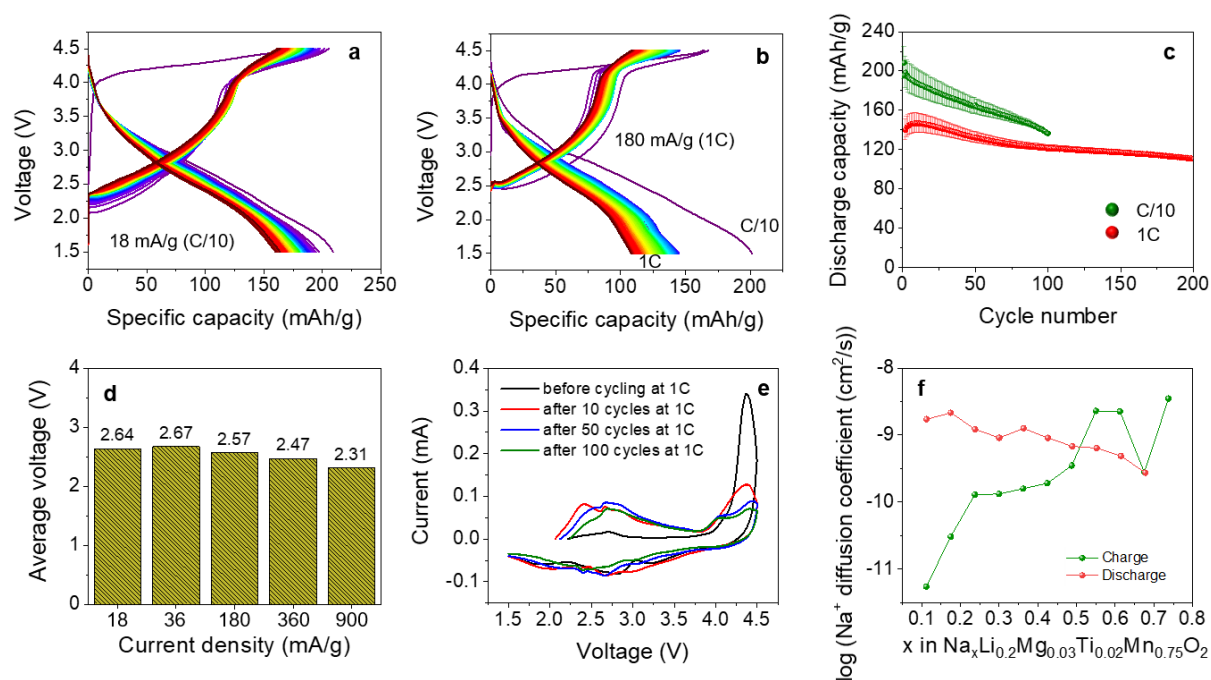 a
4.5
4.0
3.5
3.0
2.5
2.0
1.5
Voltage (V)
18 mA/g (C/10)
0 50 100 150 200 250
Specific capacity (mAh/g)
b
4.5
4.0
3.5
3.0
2.5
2.0
1.5
Voltage (V)
180 mA/g (1C)
C/10
1C
0 50 100 150 200
Specific capacity (mAh/g)
c
240
200
160
120
80
40
0
Discharge capacity (mAh/g)
C/10
1C
0 50 100 150 200
Cycle number
d
4
3
2
1
0
Average voltage (V)
2.64 2.67 2.57 2.47 2.31
18 36 180 360 900
Current density (mA/g)
e
0.4
0.3
0.2
0.1
0.0
-0.1
Current (mA)
before cycling at 1C
after 10 cycles at 1C
after 50 cycles at 1C
after 100 cycles at 1C
1.5 2.0 2.5 3.0 3.5 4.0 4.5
Voltage (V)
f
-8
-9
-10
-11
log (Na⁺ diffusion coefficient (cm²/s))
Charge
Discharge
0.1 0.2 0.3 0.4 0.5 0.6 0.7 0.8
x in NaₓLi₀.₂Mg₀.₀₃Ti₀.₀₂Mn₀.₇₅O₂